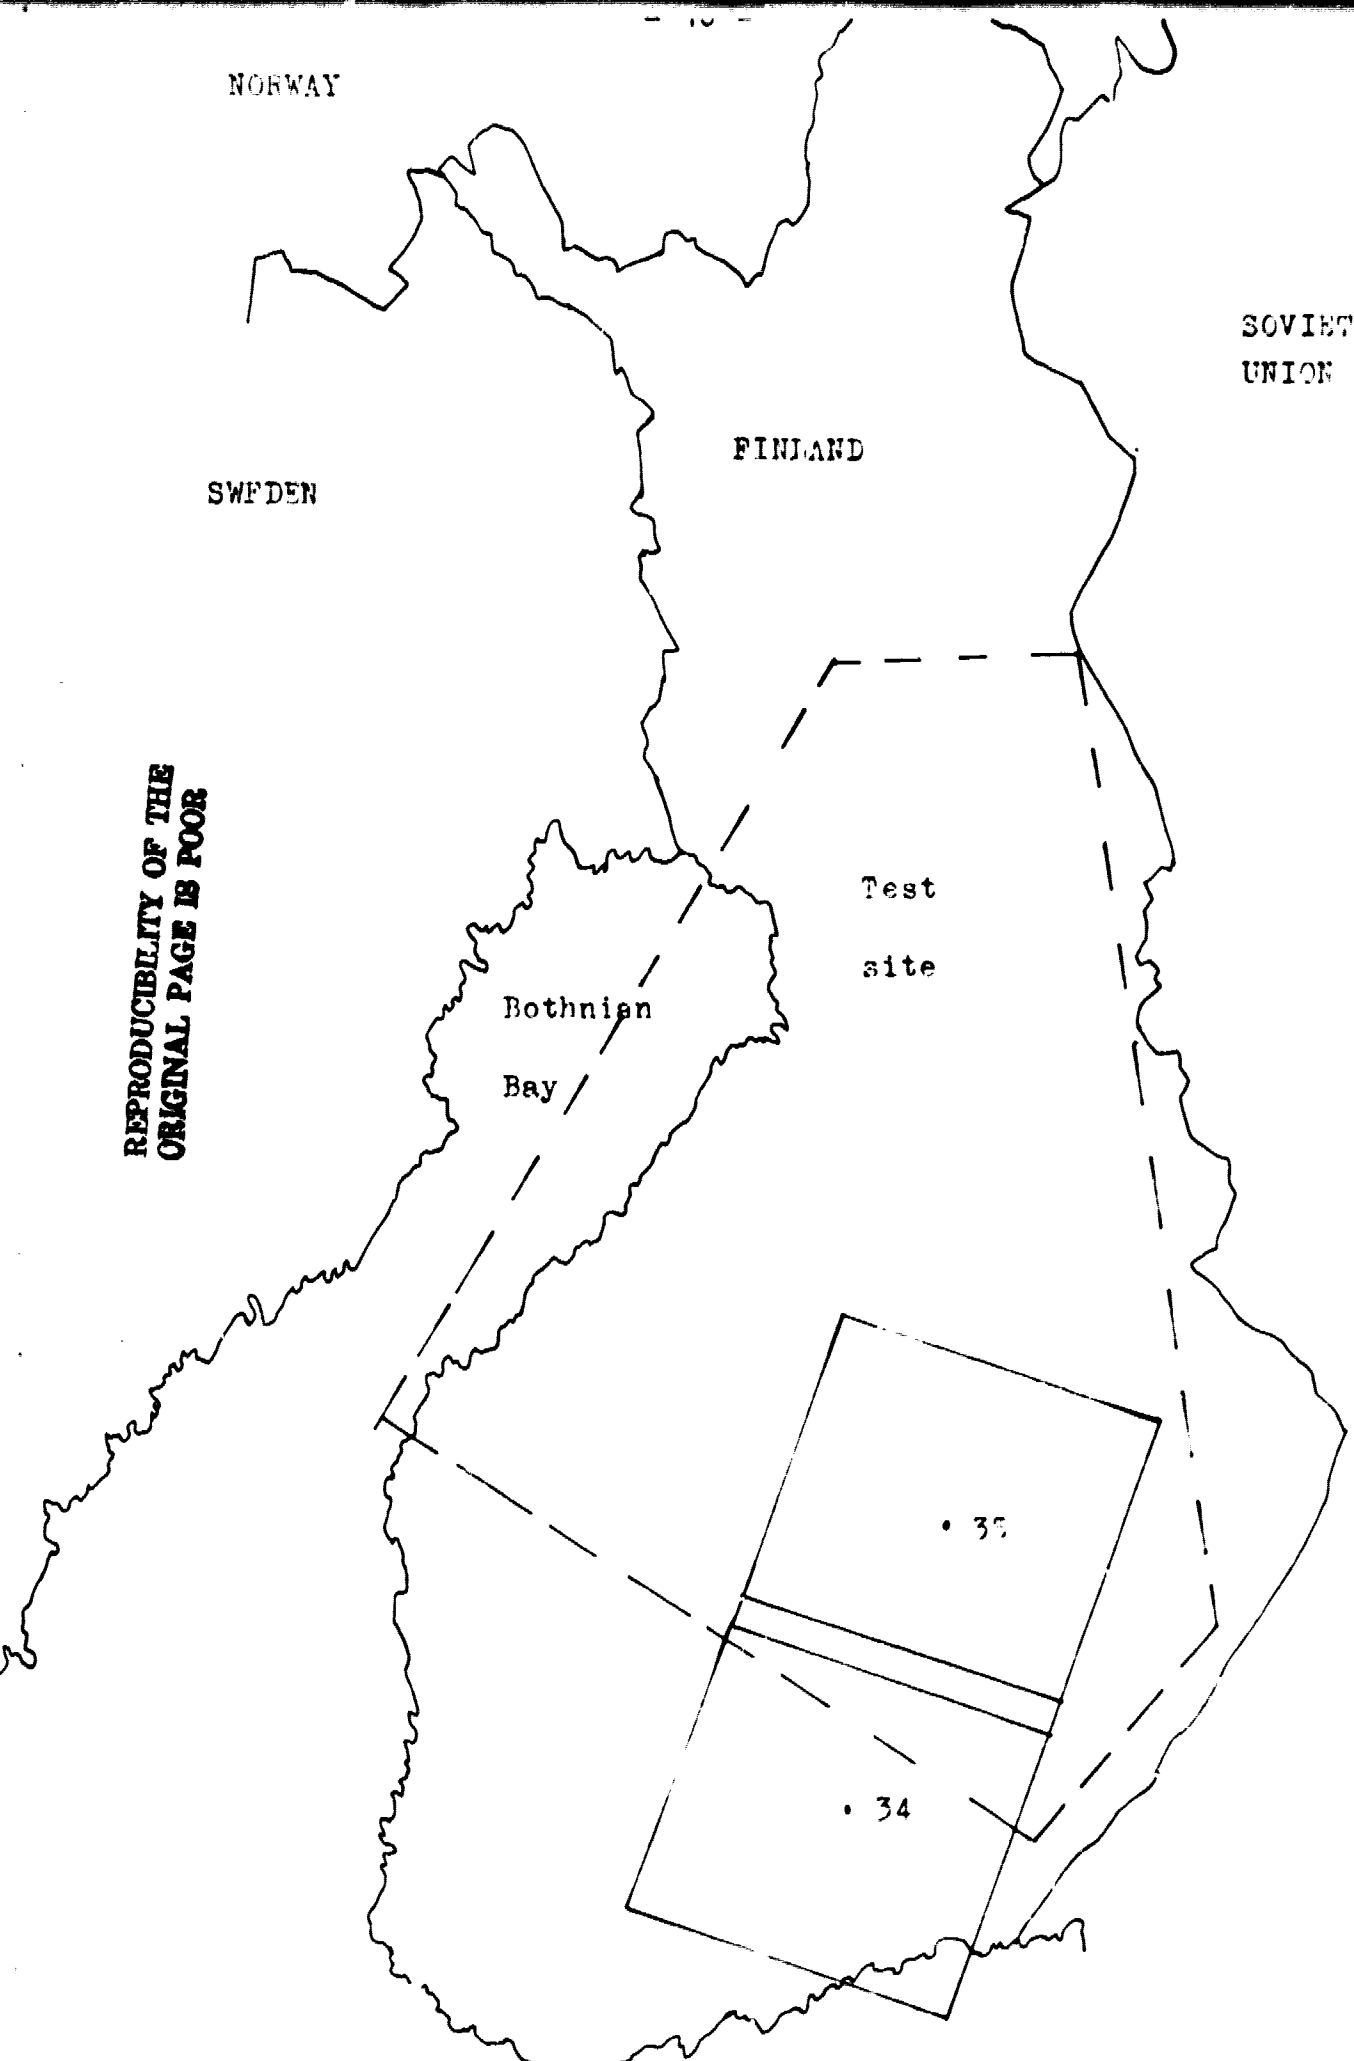 NORWAY
SOVIET
UNION
FINLAND
SWEDEN
REPRODUCIBILITY OF THE
ORIGINAL PAGE IS POOR
Test
site
Bothnian
Bay
• 34